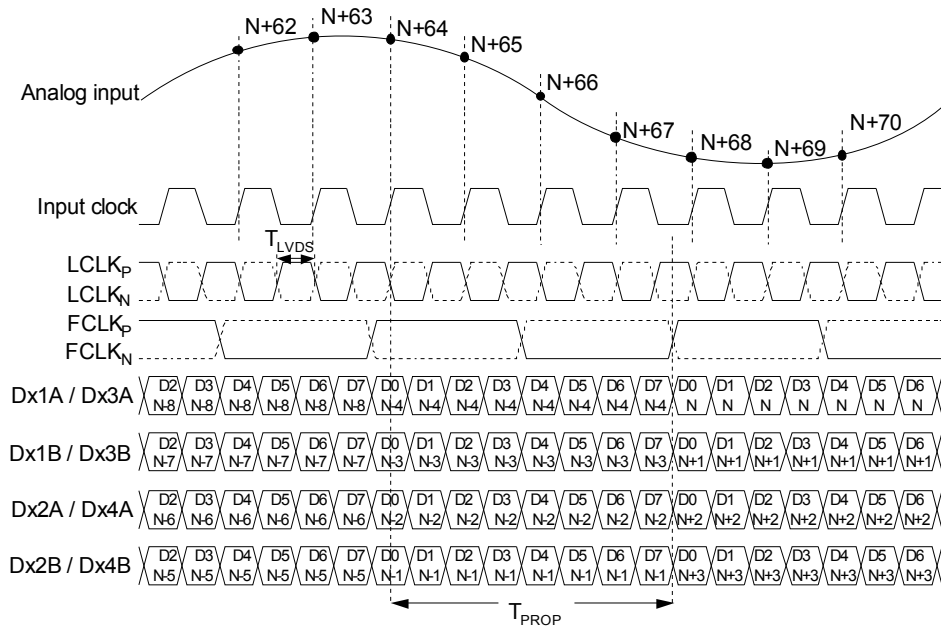 N+62 N+63 N+64 N+65 N+66 N+67 N+68 N+69 N+70
Analog input
Input clock
TLVDS
LCLKP
LCLKN
FCLKP
FCLKN
Dx1A / Dx3A
D2 D3 D4 D5 D6 D7 D0 D1 D2 D3 D4 D5 D6 D7 D0 D1 D2 D3 D4 D5 D6
N-8 N-8 N-8 N-8 N-8 N-8 N-4 N-4 N-4 N-4 N-4 N-4 N-4 N-4 N N N N N N N
Dx1B / Dx3B
D2 D3 D4 D5 D6 D7 D0 D1 D2 D3 D4 D5 D6 D7 D0 D1 D2 D3 D4 D5 D6
N-7 N-7 N-7 N-7 N-7 N-7 N-3 N-3 N-3 N-3 N-3 N-3 N-3 N-3 N+1 N+1 N+1 N+1 N+1 N+1 N+1
Dx2A / Dx4A
D2 D3 D4 D5 D6 D7 D0 D1 D2 D3 D4 D5 D6 D7 D0 D1 D2 D3 D4 D5 D6
N-6 N-6 N-6 N-6 N-6 N-6 N-2 N-2 N-2 N-2 N-2 N-2 N-2 N-2 N+2 N+2 N+2 N+2 N+2 N+2 N+2
Dx2B / Dx4B
D2 D3 D4 D5 D6 D7 D0 D1 D2 D3 D4 D5 D6 D7 D0 D1 D2 D3 D4 D5 D6
N-5 N-5 N-5 N-5 N-5 N-5 N-1 N-1 N-1 N-1 N-1 N-1 N-1 N-1 N+3 N+3 N+3 N+3 N+3 N+3 N+3
TPROP